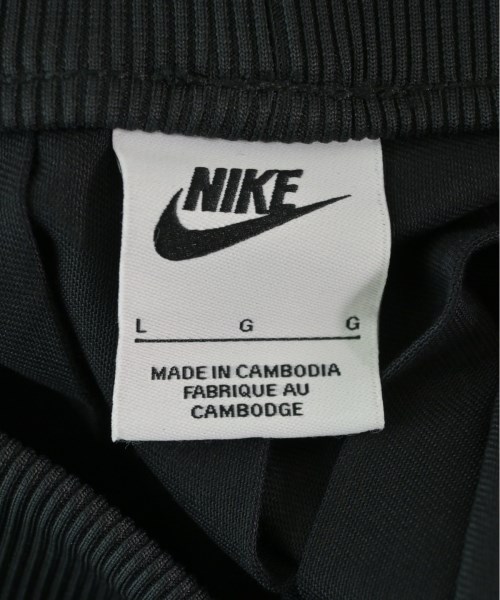 NIKE
L G G
MADE IN CAMBODIA
FABRIQUE AU
CAMBODGE